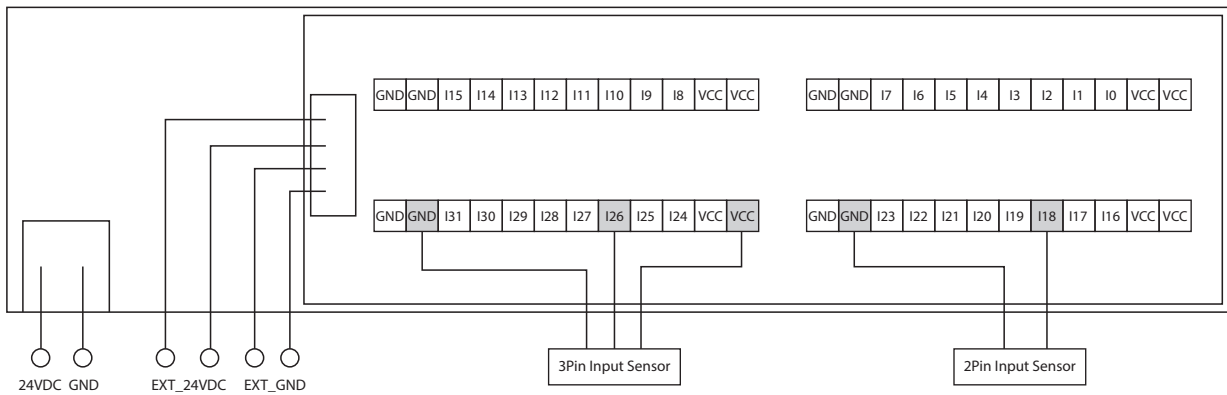 GND GND I15 I14 I13 I12 I11 I10 I9 I8 VCC VCC
GND GND I7 I6 I5 I4 I3 I2 I1 I0 VCC VCC
GND GND I31 I30 I29 I28 I27 I26 I25 I24 VCC VCC
GND GND I23 I22 I21 I20 I19 I18 I17 I16 VCC VCC
3Pin Input Sensor
2Pin Input Sensor
24VDC GND EXT_24VDC EXT_GND